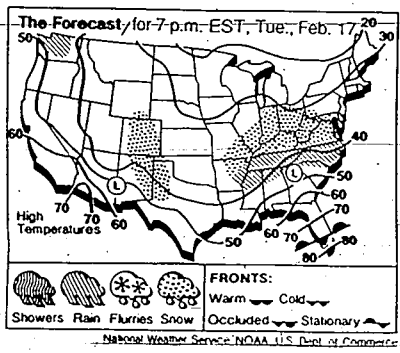 The Forecast/for 7 p.m. EST, Tue., Feb. 17
20
50
30
60
40
L
L
50
60
70
High
Temperatures
70
70
60
50
60
70
80
80
FRONTS:
Warm Cold
Showers Rain Flurries Snow
Occluded Stationary
National Weather Service NOAA U S Dept of Commerce